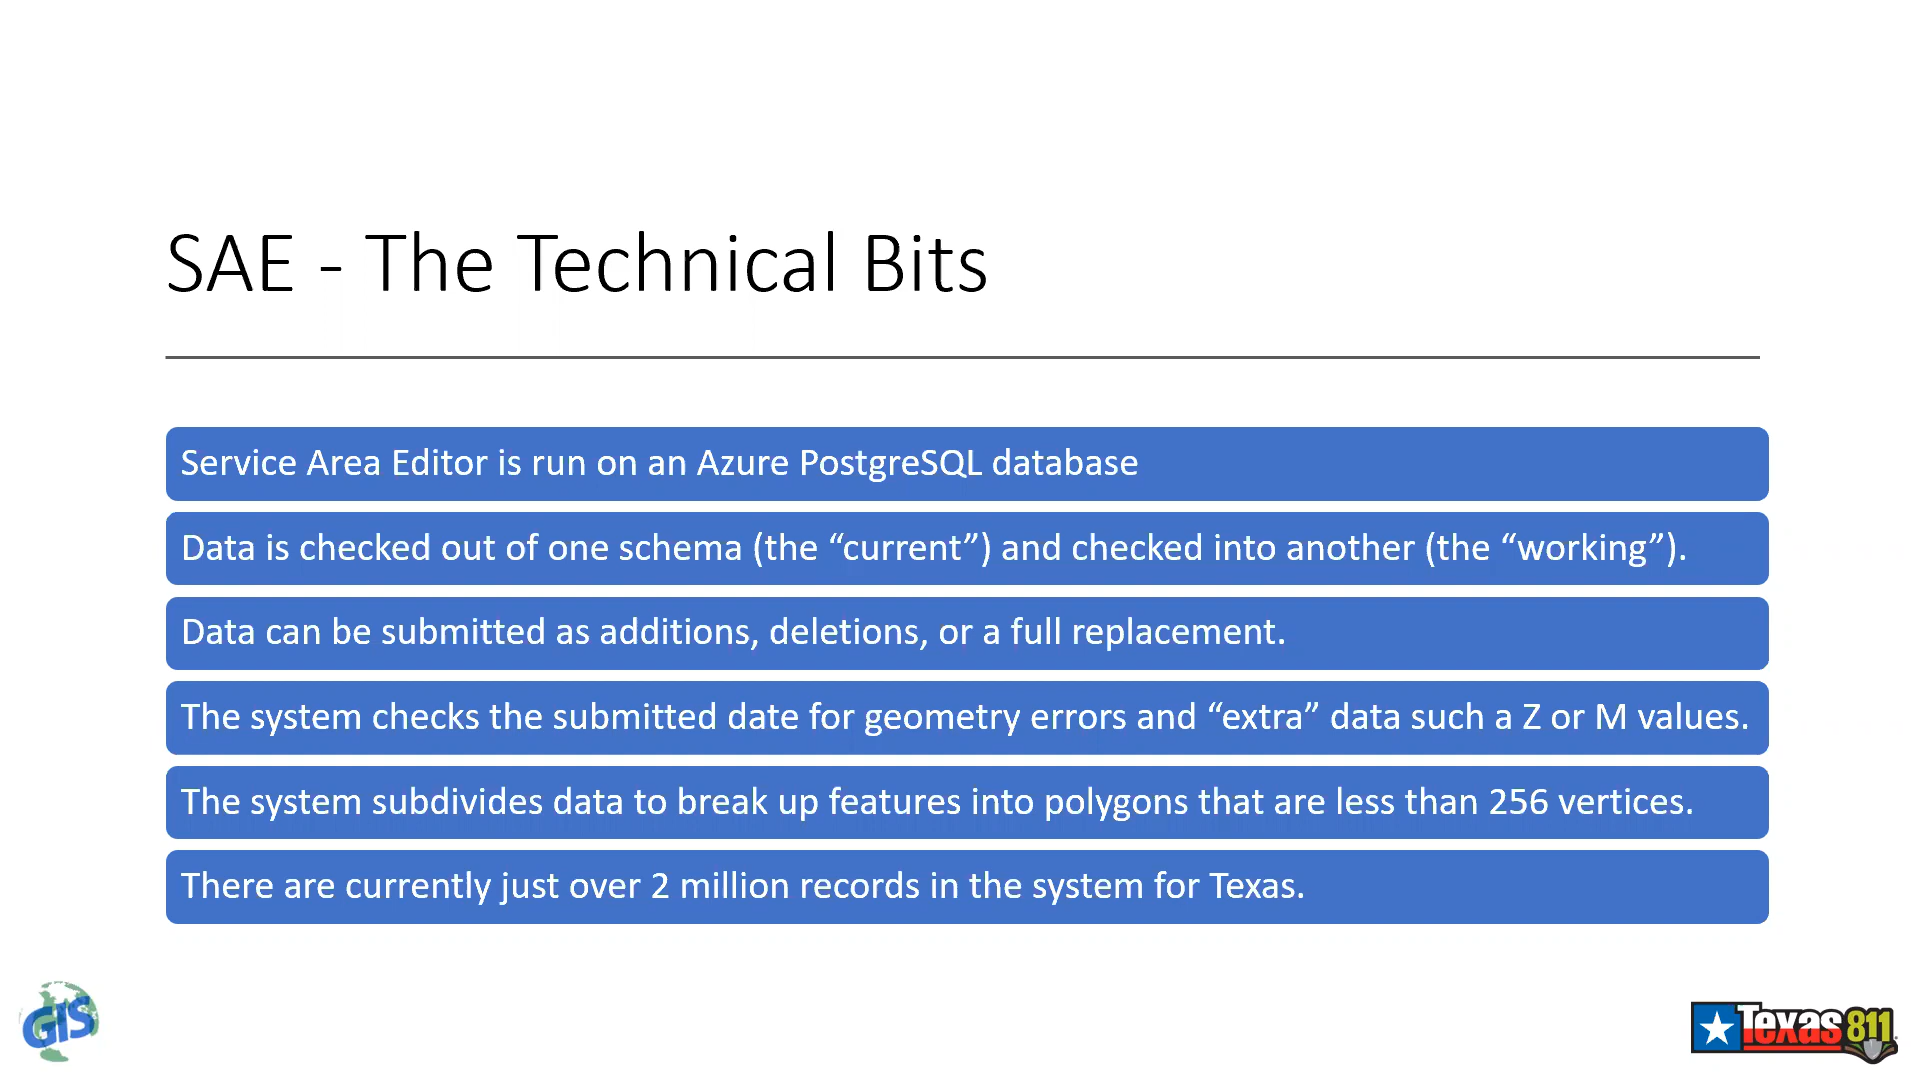 SAE - The Technical Bits
Service Area Editor is run on an Azure PostgreSQL database
Data is checked out of one schema (the “current”) and checked into another (the “working”).
Data can be submitted as additions, deletions, or a full replacement.
The system checks the submitted date for geometry errors and “extra” data such a Z or M values.
The system subdivides data to break up features into polygons that are less than 256 vertices.
There are currently just over 2 million records in the system for Texas.
GIS
Texas 811